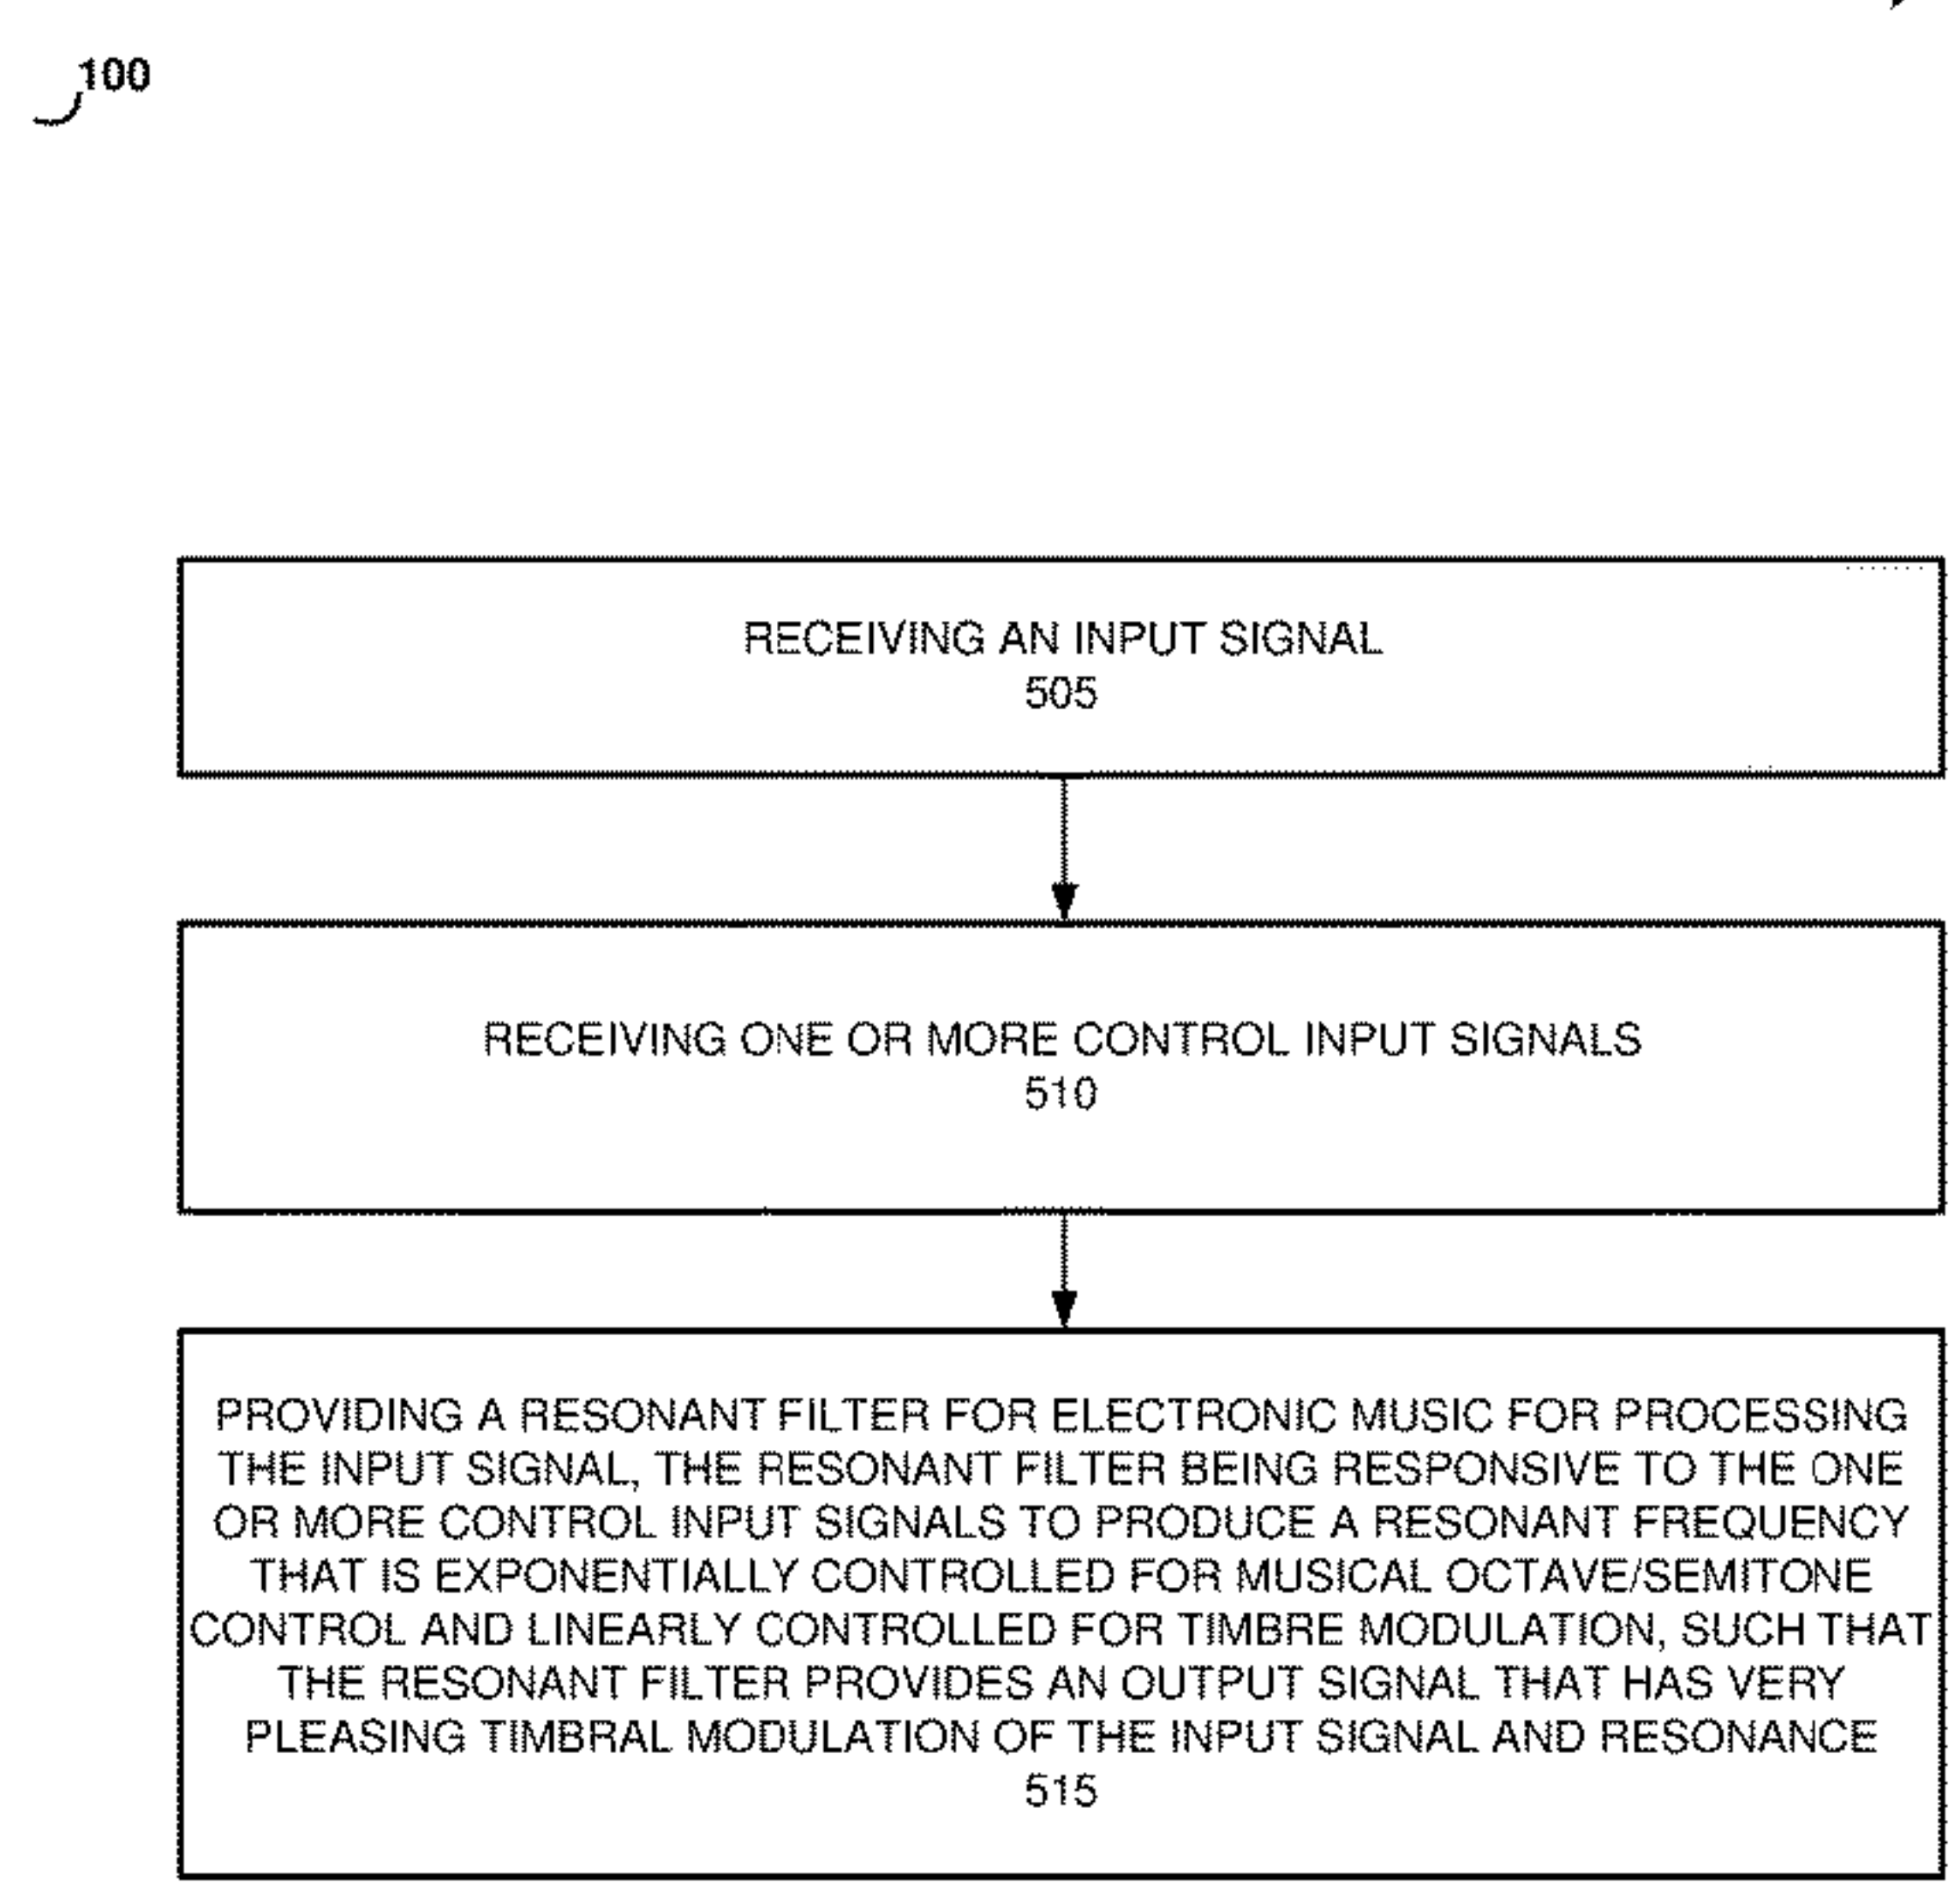 100
RECEIVING AN INPUT SIGNAL
505
RECEIVING ONE OR MORE CONTROL INPUT SIGNALS
510
PROVIDING A RESONANT FILTER FOR ELECTRONIC MUSIC FOR PROCESSING
THE INPUT SIGNAL, THE RESONANT FILTER BEING RESPONSIVE TO THE ONE
OR MORE CONTROL INPUT SIGNALS TO PRODUCE A RESONANT FREQUENCY
THAT IS EXPONENTIALLY CONTROLLED FOR MUSICAL OCTAVE/SEMITONE
CONTROL AND LINEARLY CONTROLLED FOR TIMBRE MODULATION, SUCH THAT
THE RESONANT FILTER PROVIDES AN OUTPUT SIGNAL THAT HAS VERY
PLEASING TIMBRAL MODULATION OF THE INPUT SIGNAL AND RESONANCE
515